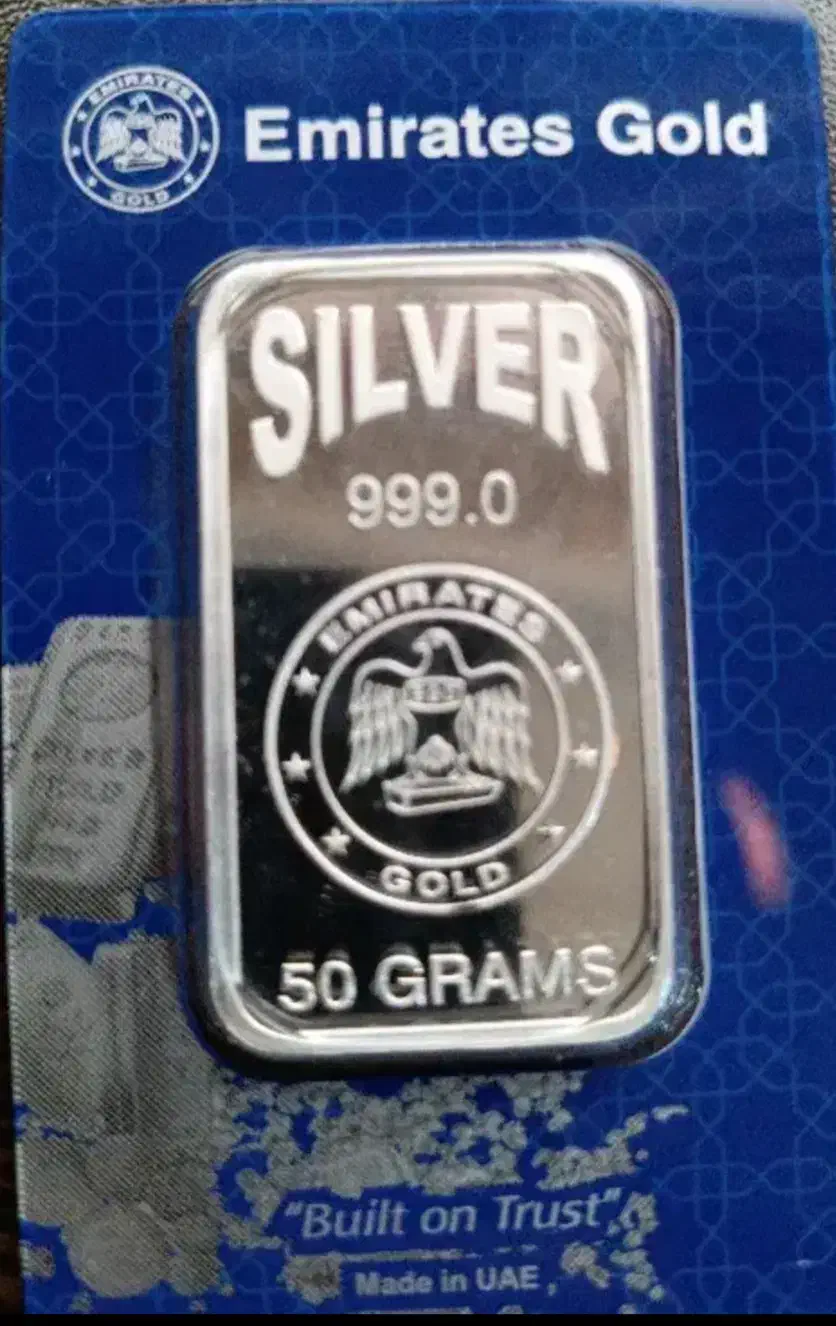 EMIRATES
GOLD
Emirates Gold
SILVER
999.0
EMIRATES
GOLD
50 GRAMS
"Built on Trust"
Made in UAE